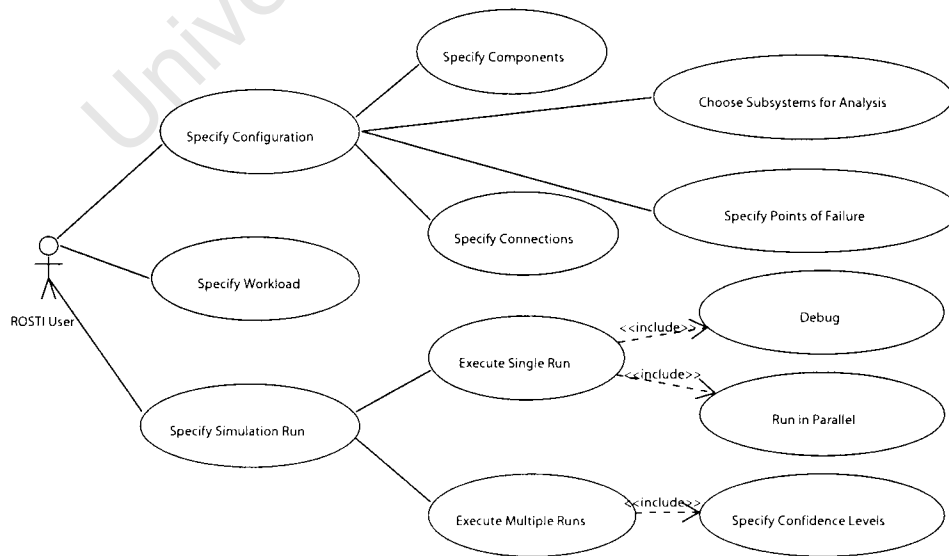 Unive
Specify Components
Choose Subsystems for Analysis
Specify Configuration
Specify Points of Failure
Specify Connections
Specify Workload
ROSTI User
Debug
<<include>>
Execute Single Run
<<include>>
Run in Parallel
Specify Simulation Run
<<include>>
Execute Multiple Runs
Specify Confidence Levels